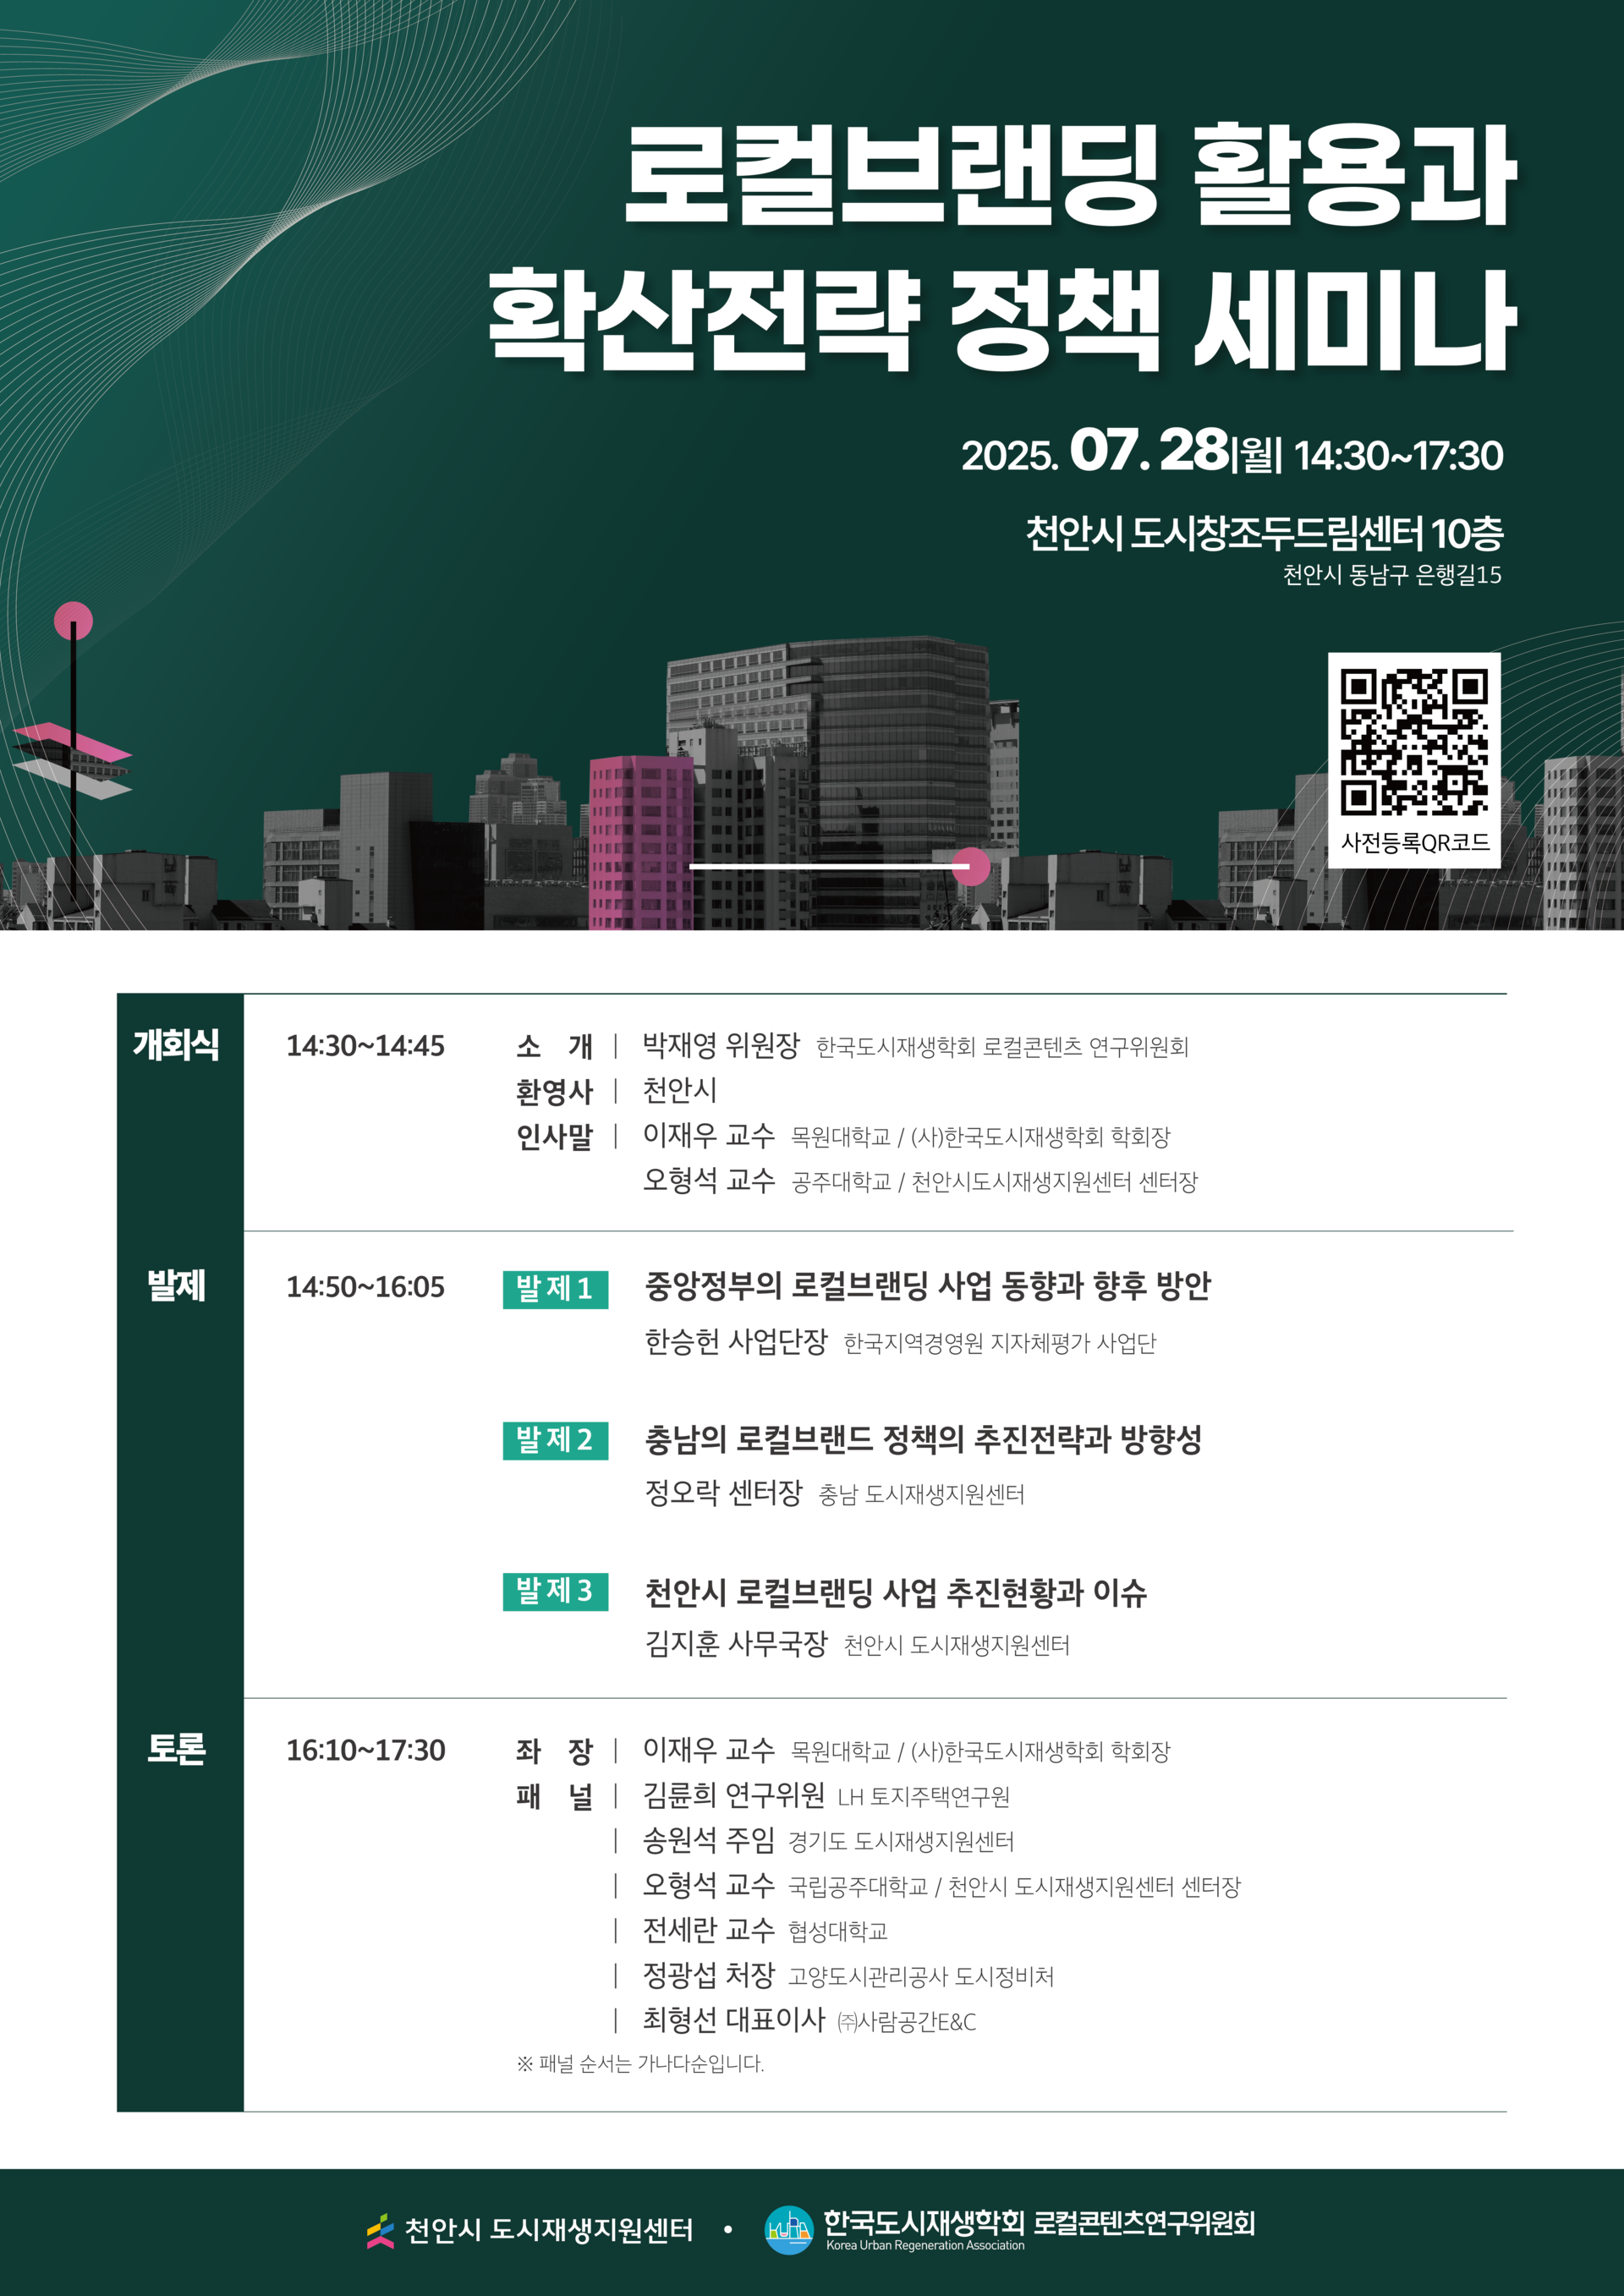 로컬브랜딩 활용과
확산전략 정책 세미나
2025. 07. 28|월| 14:30~17:30
천안시 도시창조두드림센터 10층
천안시 동남구 은행길15
사전등록QR코드
개회식 14:30~14:45 소 개 | 박재영 위원장 한국도시재생학회 로컬콘텐츠 연구위원회
환영사 | 천안시
인사말 | 이재우 교수 목원대학교 / (사)한국도시재생학회 학회장
오형석 교수 공주대학교 / 천안시도시재생지원센터 센터장
발제 14:50~16:05 발제1 중앙정부의 로컬브랜딩 사업 동향과 향후 방안
한승헌 사업단장 한국지역경영원 지자체평가 사업단
발제2 충남의 로컬브랜드 정책의 추진전략과 방향성
정오락 센터장 충남 도시재생지원센터
발제3 천안시 로컬브랜딩 사업 추진현황과 이슈
김지훈 사무국장 천안시 도시재생지원센터
토론 16:10~17:30 좌 장 | 이재우 교수 목원대학교 / (사)한국도시재생학회 학회장
패 널 | 김륜희 연구위원 LH 토지주택연구원
| 송원석 주임 경기도 도시재생지원센터
| 오형석 교수 국립공주대학교 / 천안시 도시재생지원센터 센터장
| 전세란 교수 협성대학교
| 정광섭 처장 고양도시관리공사 도시정비처
| 최형선 대표이사 ㈜사람공간E&C
※ 패널 순서는 가나다순입니다.
천안시 도시재생지원센터 • KURA 한국도시재생학회 로컬콘텐츠연구위원회
Korea Urban Regeneration Association